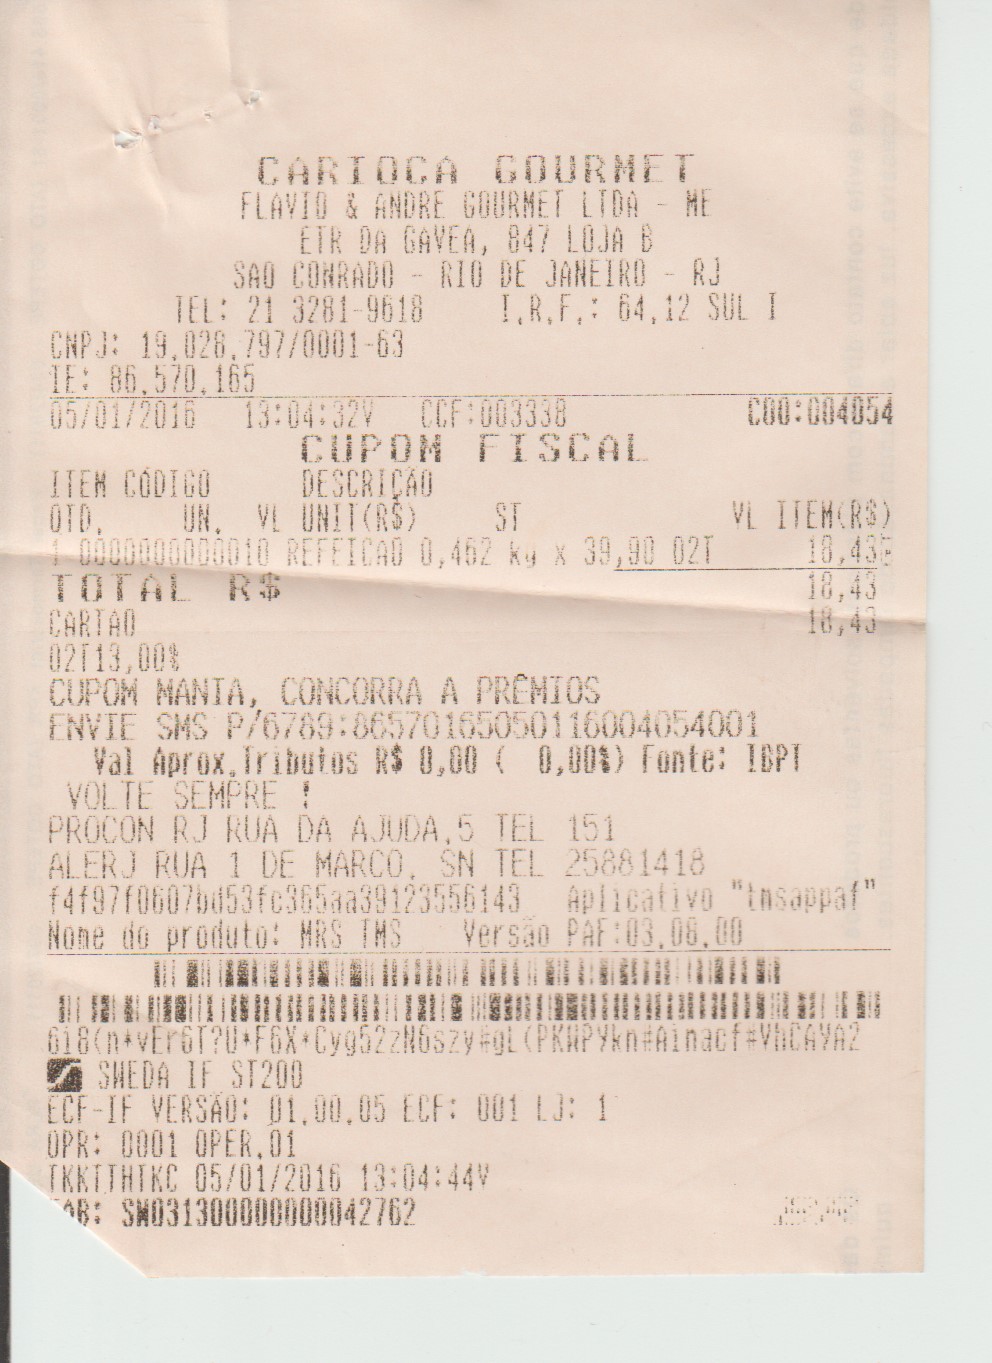 CARIOCA GOURMET
FLAVIO & ANDRE GOURMET LTDA - ME
ETR DA GAVEA, 847 LOJA B
SAO CONRADO - RIO DE JANEIRO - RJ
TEL: 21 3281-9618 I.R.F.: 64.12 SUL I
CNPJ: 19.028.797/0001-63
IE: 86.570.165
05/01/2016 13:04:32V CCF:003338 COO:004054
CUPOM FISCAL
ITEM CÓDIGO DESCRIÇÃO
QTD. UN. VL UNIT(R$) ST VL ITEM(R$)
1 0000000000010 REFEICAO 0,462 kg x 39,90 02T 18,43
TOTAL R$ 18,43
CARTAO 18,43
02T13,00%
CUPOM MANIA, CONCORRA A PRÊMIOS
ENVIE SMS P/6789:86570165050116004054001
Val Aprox.Tributos R$ 0,00 ( 0,00%) Fonte: IBPT
VOLTE SEMPRE !
PROCON RJ RUA DA AJUDA,5 TEL 151
ALERJ RUA 1 DE MARCO, SN TEL 25881418
f4f97f0607bd53fc365aa39123556143 Aplicativo "tmsappaf"
Nome do produto: MRS TMS Versão PAF:03.08.00
SWEDA IF ST200
ECF-IF VERSÃO: 01.00.05 ECF: 001 LJ: 1
OPR: 0001 OPER.01
TKKTTHTKC 05/01/2016 13:04:44V
FAB: SW031300000000042762